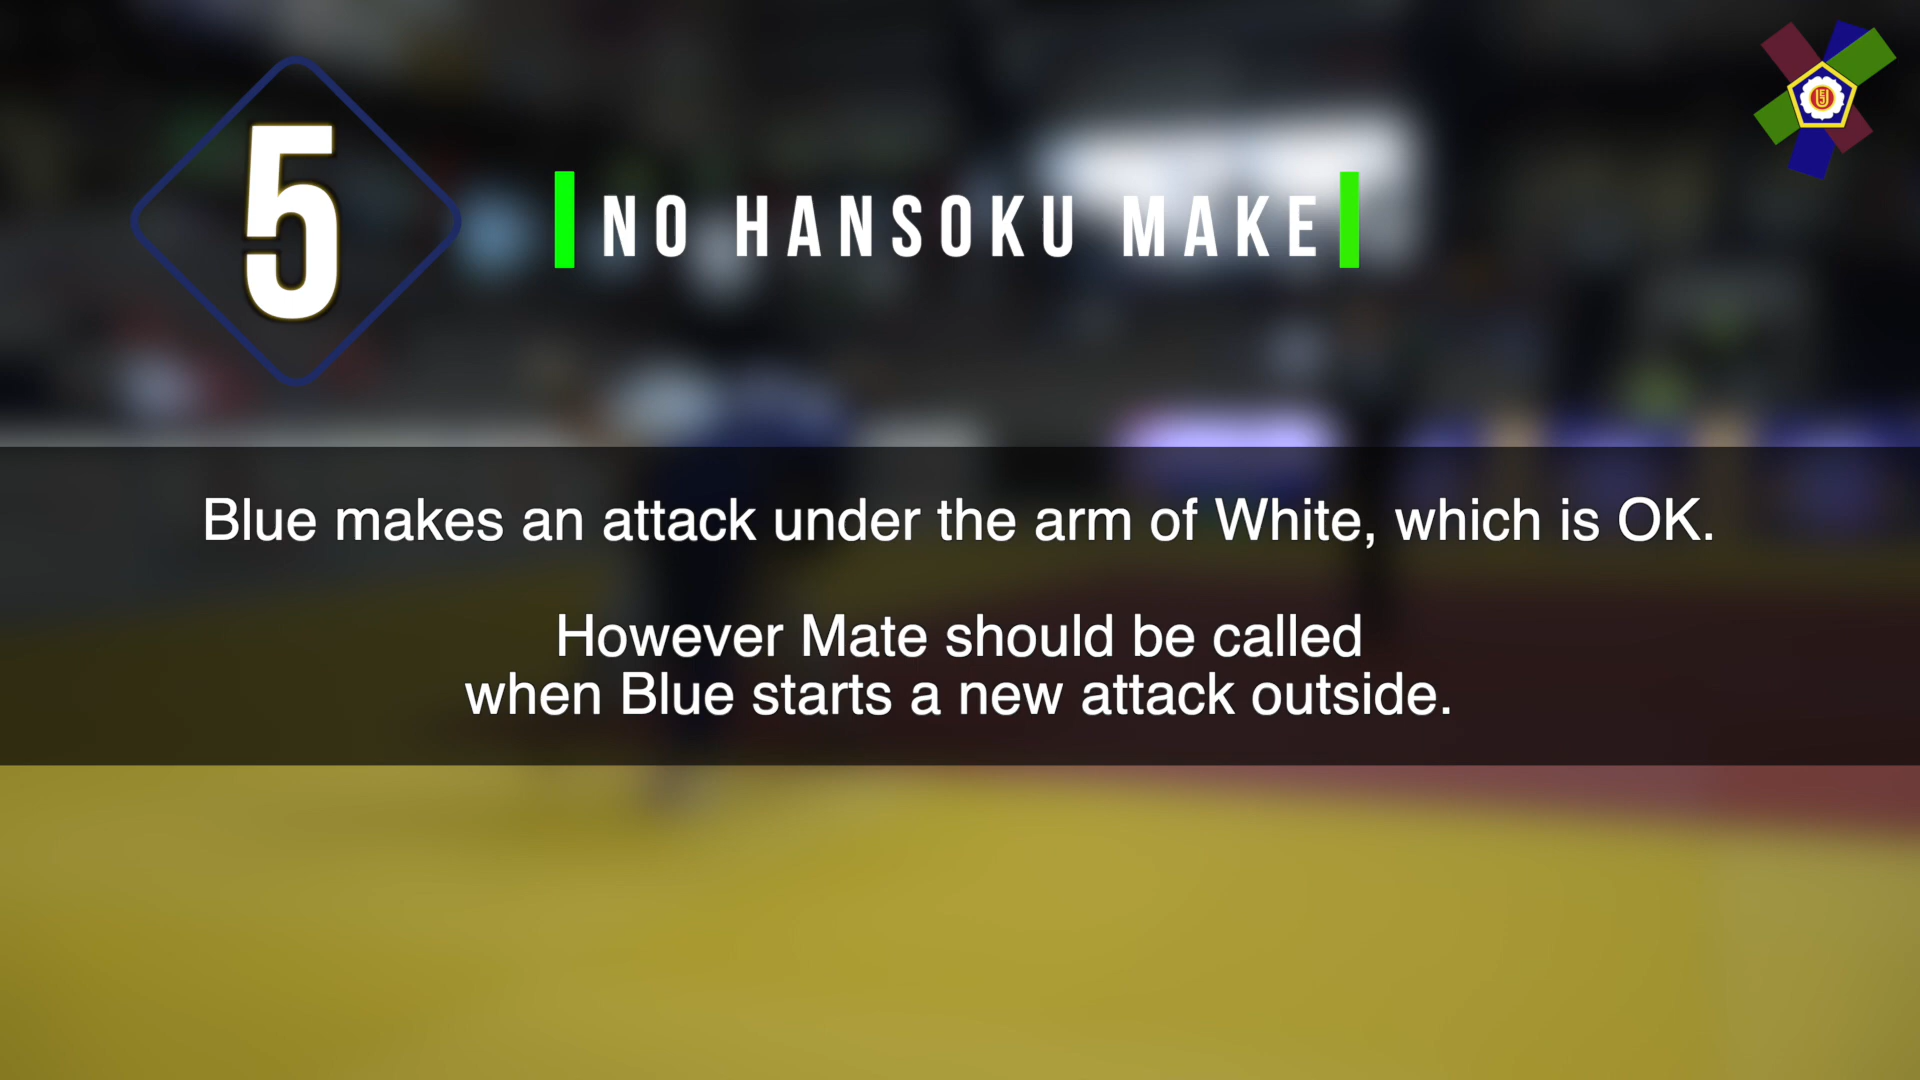 5
NO HANSOKU MAKE
Blue makes an attack under the arm of White, which is OK.
However Mate should be called
when Blue starts a new attack outside.
EJU